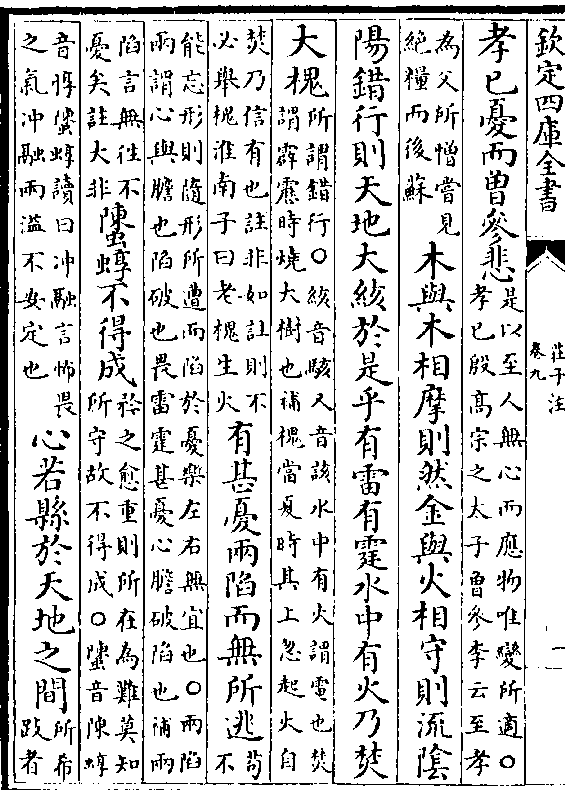 欽定四庫全書
莊子注
卷九
一
孝已憂而曾參悲
是以至人無心而應物唯變所適○
孝已殷髙宗之太子曾參李云至孝
為父所憎嘗見
絶糧而後蘇
木與木相摩則然金與火相守則流陰
陽錯行則天地大絯於是乎有雷有霆水中有火乃焚
大槐
所謂錯行○絯音駭又音該水中有火謂電也焚
謂霹靂時燒大樹也補槐當夏時其上忽起火自
焚乃信有也註非如註則不
必舉槐淮南子曰老槐生火
有甚憂兩陷而無所逃
茍
不
能忘形則隨形所遭而陷於憂樂左右無宜也○兩陷
兩謂心與膽也陷破也畏雷霆甚憂心膽破陷也補兩
陷言無徃不
憂矣註大非
螴蜳不得成
矜之愈重則所在為難莫知
所守故不得成○螴音陳蜳
音惇螴蜳讀曰冲融言怖畏
之氣冲融兩溢不安定也
心若縣於天地之間
所希
跂者